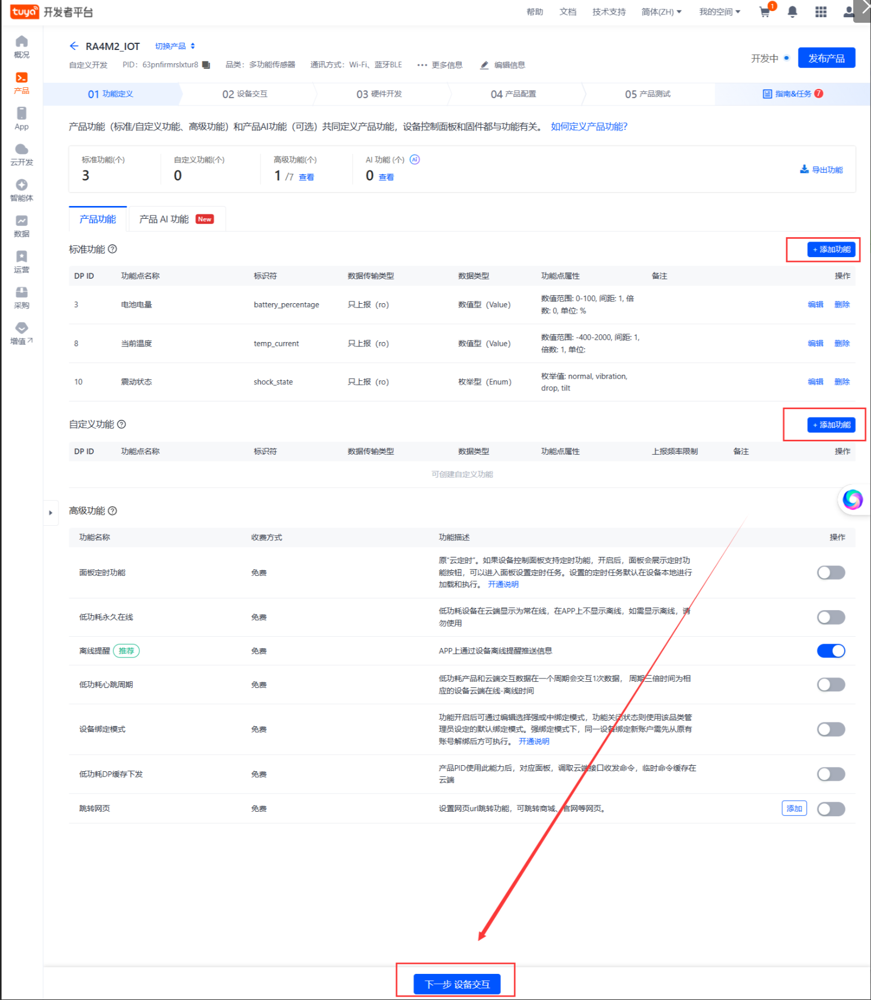 tuya 开发者平台
帮助 文档 技术支持 简体(ZH) 我的空间 1
概况
产品
App
云开发
智能体
数据
运营
采购
增值
RA4M2_IOT 切换产品
自定义开发 PID：63pnfirmrslxtur8 品类：多功能传感器 通讯方式：Wi-Fi、蓝牙BLE 更多信息 编辑信息
开发中 发布产品
01 功能定义 02 设备交互 03 硬件开发 04 产品配置 05 产品测试 指南&任务 7
产品功能（标准/自定义功能、高级功能）和产品AI功能（可选）共同定义产品功能，设备控制面板和固件都与功能有关。 如何定义产品功能?
标准功能(个) 自定义功能(个) 高级功能(个) AI 功能 (个) Ai
3 0 1 /7 查看 0 查看
导出功能
产品功能 产品 AI 功能 New
标准功能 ? + 添加功能
DP ID 功能点名称 标识符 数据传输类型 数据类型 功能点属性 备注 操作
3 电池电量 battery_percentage 只上报（ro） 数值型（Value） 数值范围: 0-100, 间距: 1, 倍
数: 0, 单位: % 编辑 删除
8 当前温度 temp_current 只上报（ro） 数值型（Value） 数值范围: -400-2000, 间距: 1,
倍数: 1, 单位: 编辑 删除
10 震动状态 shock_state 只上报（ro） 枚举型（Enum） 枚举值: normal, vibration,
drop, tilt 编辑 删除
自定义功能 ? + 添加功能
DP ID 功能点名称 标识符 数据传输类型 数据类型 功能点属性 上报频率限制 备注 操作
可创建自定义功能
高级功能 ?
功能名称 收费方式 功能描述 操作
面板定时功能 免费 原“云定时”。如果设备控制面板支持定时功能，开启后，面板会展示定时功
能按钮，可以进入面板设置定时任务。设置的定时任务默认在设备本地进行
加载和执行。 开通说明
低功耗永久在线 免费 低功耗设备在云端显示为常在线，在APP上不显示离线，如需显示离线，请
勿使用
离线提醒 推荐 免费 APP上通过设备离线提醒推送信息
低功耗心跳周期 免费 低功耗产品和云端交互数据在一个周期会交互1次数据， 周期三倍时间为相
应的设备云端在线-离线时间
设备绑定模式 免费 功能开启后可通过编辑选择强或中绑定模式，功能关闭状态则使用该品类管
理员设定的默认绑定模式。强绑定模式下，同一设备绑定新账户需先从原有
账号解绑后方可执行。 开通说明
低功耗DP缓存下发 免费 产品PID使用此能力后，对应面板，调取云端接口收发命令，临时命令缓存在
云端
跳转网页 免费 设置网页url跳转功能，可跳转商城、官网等网页。 添加
下一步 设备交互